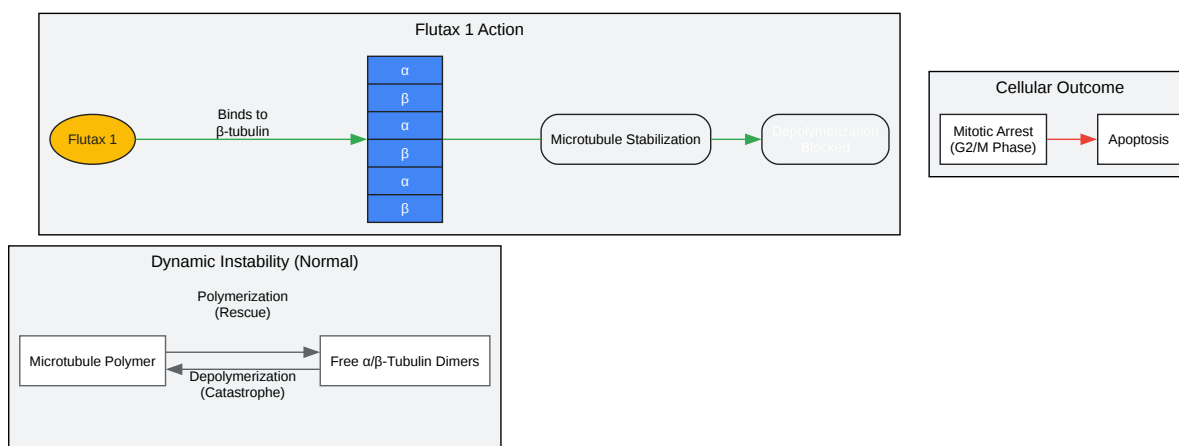 Flutax 1 Action
Flutax 1
Binds to
β-tubulin
α
β
α
β
α
β
Microtubule Stabilization
Depolymerization
Blocked
Cellular Outcome
Mitotic Arrest
(G2/M Phase)
Apoptosis
Dynamic Instability (Normal)
Polymerization
(Rescue)
Microtubule Polymer
Free α/β-Tubulin Dimers
Depolymerization
(Catastrophe)